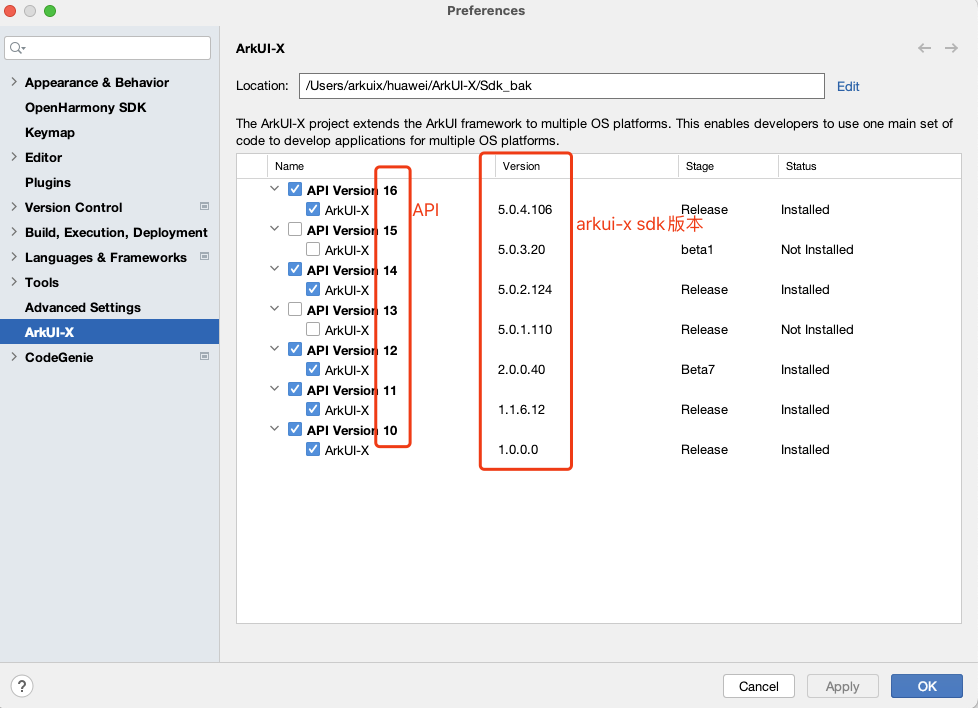 Preferences
ArkUI-X
Location: /Users/arkuix/huawei/ArkUI-X/Sdk_bak Edit
The ArkUI-X project extends the ArkUI framework to multiple OS platforms. This enables developers to use one main set of
code to develop applications for multiple OS platforms.
Appearance & Behavior
OpenHarmony SDK
Keymap
Editor
Plugins
Version Control
Build, Execution, Deployment
Languages & Frameworks
Tools
Advanced Settings
ArkUI-X
CodeGenie
Name Version Stage Status
API Version 16
ArkUI-X 5.0.4.106 Release Installed
API
arkui-x sdk版本
API Version 15
ArkUI-X 5.0.3.20 beta1 Not Installed
API Version 14
ArkUI-X 5.0.2.124 Release Installed
API Version 13
ArkUI-X 5.0.1.110 Release Not Installed
API Version 12
ArkUI-X 2.0.0.40 Beta7 Installed
API Version 11
ArkUI-X 1.1.6.12 Release Installed
API Version 10
ArkUI-X 1.0.0.0 Release Installed
?
Cancel Apply OK